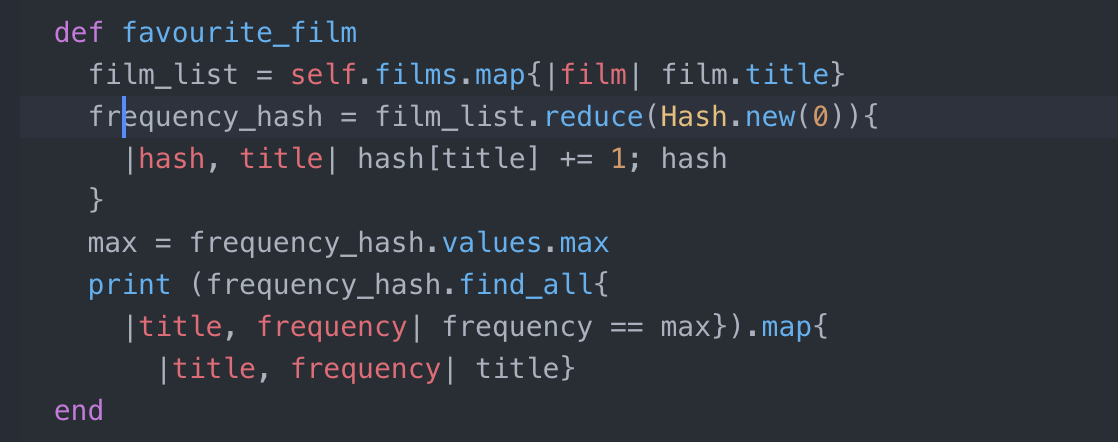 def favourite_film
  film_list = self.films.map{|film| film.title}
  frequency_hash = film_list.reduce(Hash.new(0)){
    |hash, title| hash[title] += 1; hash
  }
  max = frequency_hash.values.max
  print (frequency_hash.find_all{
    |title, frequency| frequency == max}).map{
      |title, frequency| title}
end